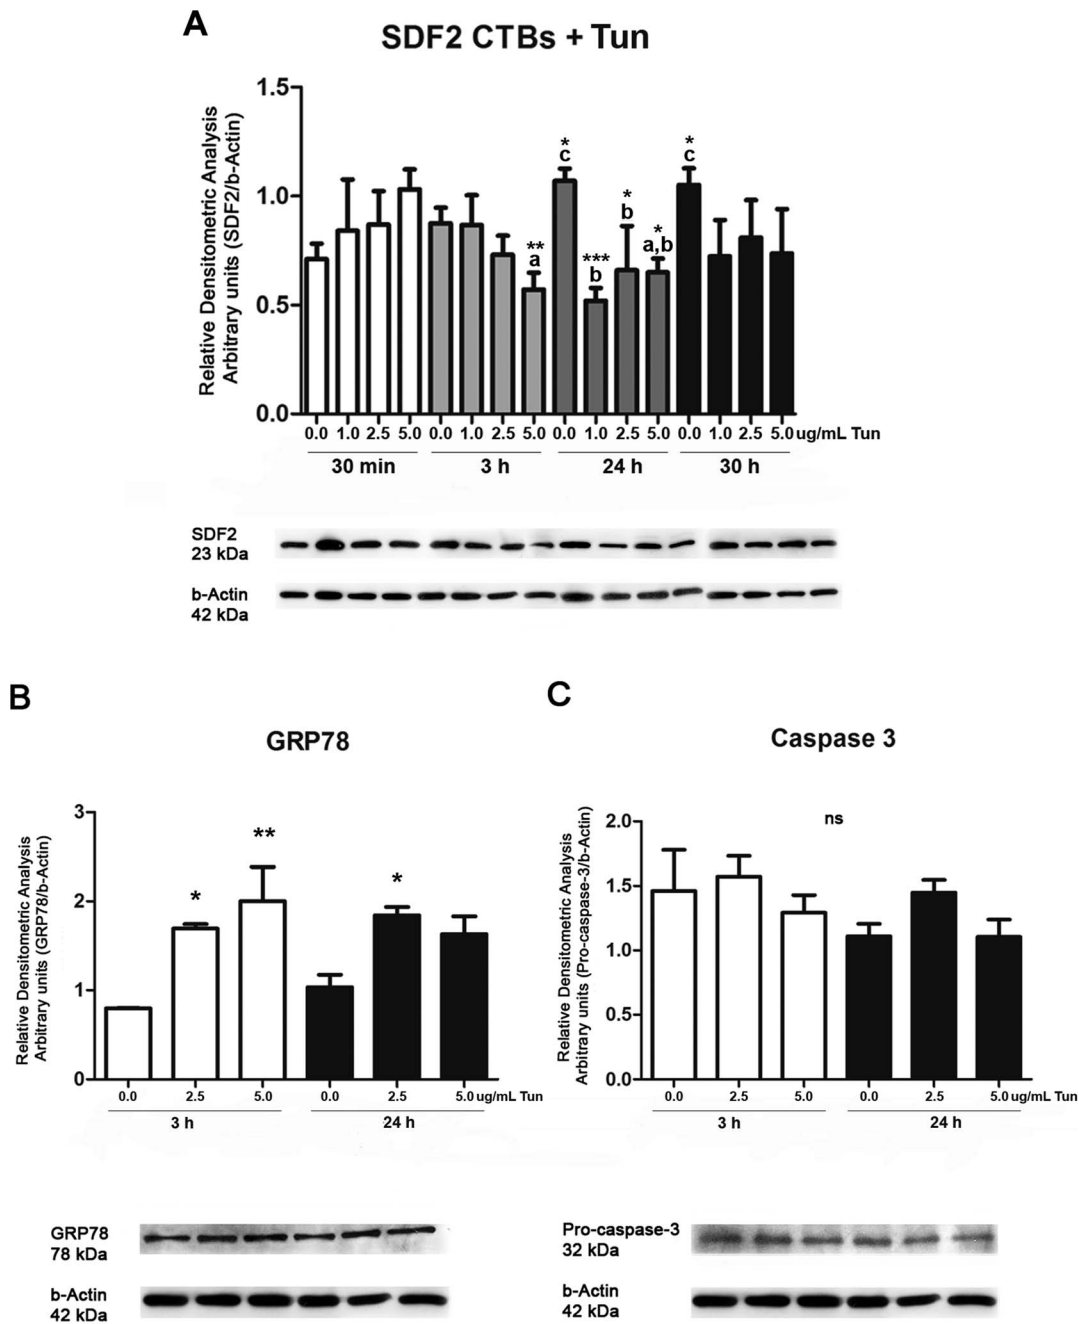 A
SDF2 CTBs + Tun
Relative Densitometric Analysis
Arbitrary units (SDF2/b-Actin)
1.5
1.0
0.5
0.0
** a
* c
*** b
* b
* a,b
* c
0.0 1.0 2.5 5.0 0.0 1.0 2.5 5.0 0.0 1.0 2.5 5.0 0.0 1.0 2.5 5.0 ug/mL Tun
30 min 3 h 24 h 30 h
SDF2
23 kDa
b-Actin
42 kDa
B
GRP78
Relative Densitometric Analysis
Arbitrary units (GRP78/b-Actin)
3
2
1
0
* ** *
0.0 2.5 5.0 0.0 2.5 5.0 ug/mL Tun
3 h 24 h
GRP78
78 kDa
b-Actin
42 kDa
C
Caspase 3
Relative Densitometric Analysis
Arbitrary units (Pro-caspase-3/b-Actin)
2.0
1.5
1.0
0.5
0.0
ns
0.0 2.5 5.0 0.0 2.5 5.0 ug/mL Tun
3 h 24 h
Pro-caspase-3
32 kDa
b-Actin
42 kDa